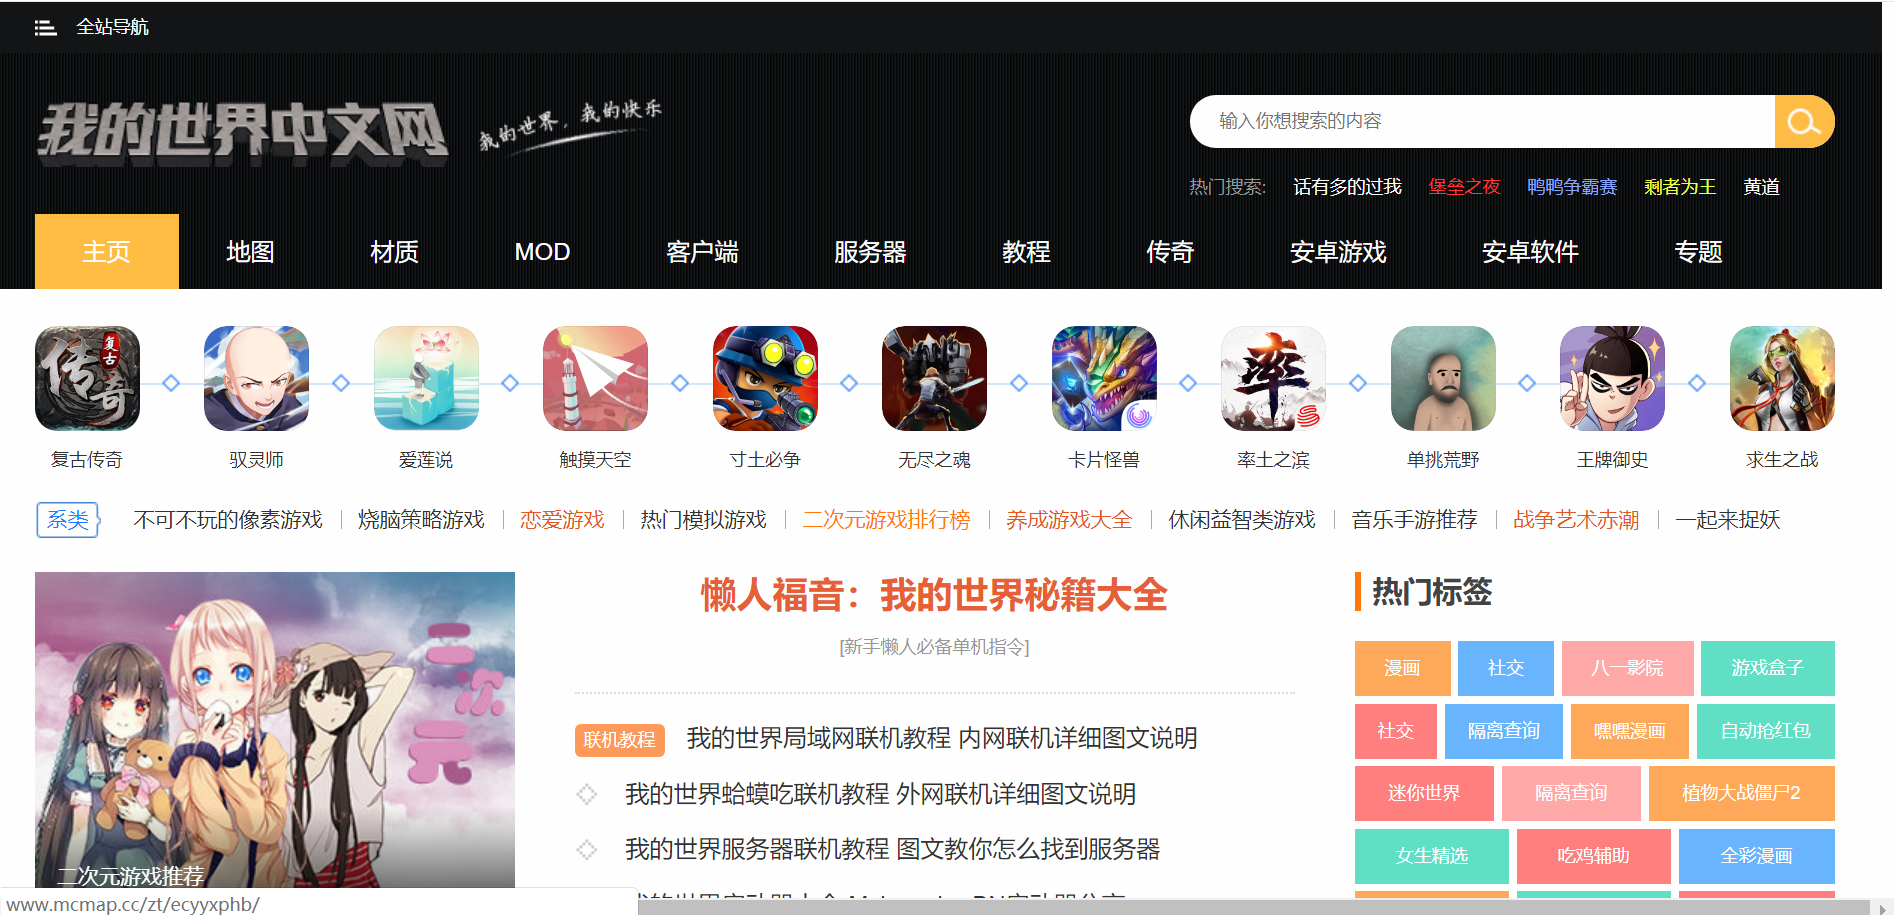 全站导航
我的世界中文网 我的世界，我的快乐
输入你想搜索的内容
热门搜索: 话有多的过我 堡垒之夜 鸭鸭争霸赛 剩者为王 黄道
主页 地图 材质 MOD 客户端 服务器 教程 传奇 安卓游戏 安卓软件 专题
复古 传奇 率
复古传奇 驭灵师 爱莲说 触摸天空 寸土必争 无尽之魂 卡片怪兽 率土之滨 单挑荒野 王牌御史 求生之战
系类 不可不玩的像素游戏 烧脑策略游戏 恋爱游戏 热门模拟游戏 二次元游戏排行榜 养成游戏大全 休闲益智类游戏 音乐手游推荐 战争艺术赤潮 一起来捉妖
二次元
二次元游戏推荐
懒人福音：我的世界秘籍大全
[新手懒人必备单机指令]
联机教程 我的世界局域网联机教程 内网联机详细图文说明
我的世界蛤蟆吃联机教程 外网联机详细图文说明
我的世界服务器联机教程 图文教你怎么找到服务器
热门标签
漫画 社交 八一影院 游戏盒子
社交 隔离查询 嘿嘿漫画 自动抢红包
迷你世界 隔离查询 植物大战僵尸2
女生精选 吃鸡辅助 全彩漫画
www.mcmap.cc/zt/ecyyxphb/